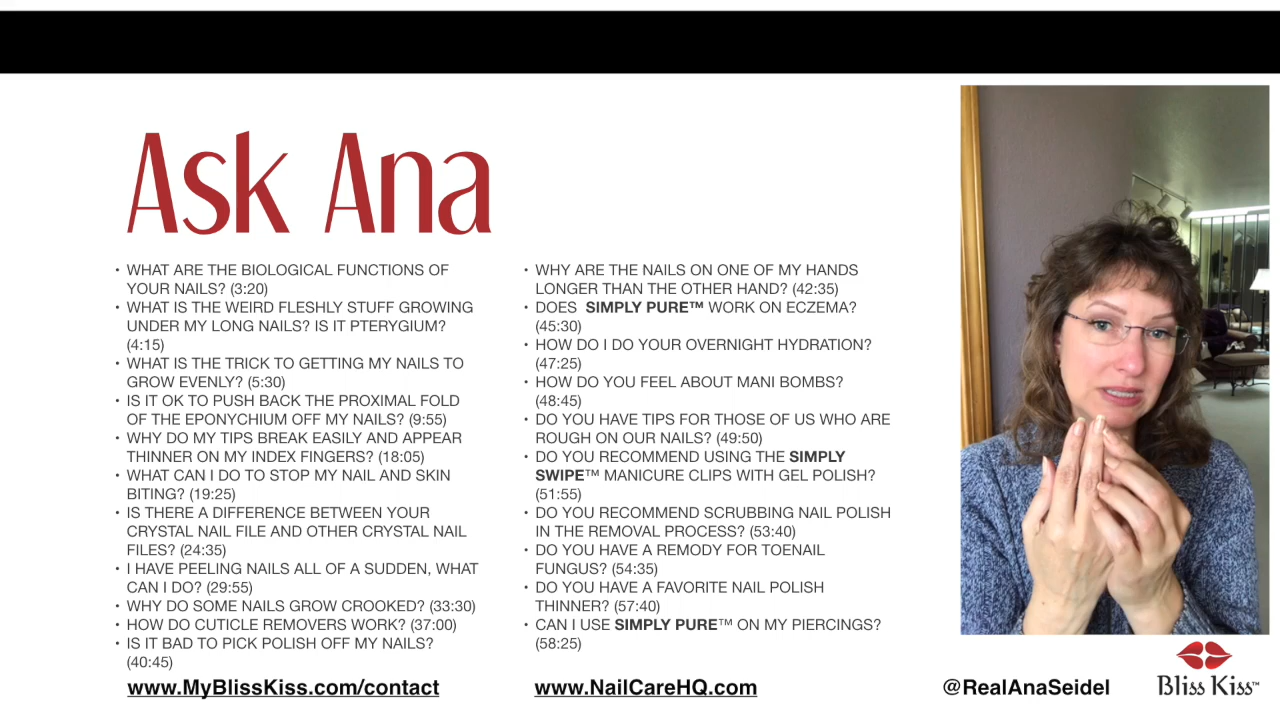 Ask Ana
• WHAT ARE THE BIOLOGICAL FUNCTIONS OF
YOUR NAILS? (3:20)
• WHAT IS THE WEIRD FLESHLY STUFF GROWING
UNDER MY LONG NAILS? IS IT PTERYGIUM?
(4:15)
• WHAT IS THE TRICK TO GETTING MY NAILS TO
GROW EVENLY? (5:30)
• IS IT OK TO PUSH BACK THE PROXIMAL FOLD
OF THE EPONYCHIUM OFF MY NAILS? (9:55)
• WHY DO MY TIPS BREAK EASILY AND APPEAR
THINNER ON MY INDEX FINGERS? (18:05)
• WHAT CAN I DO TO STOP MY NAIL AND SKIN
BITING? (19:25)
• IS THERE A DIFFERENCE BETWEEN YOUR
CRYSTAL NAIL FILE AND OTHER CRYSTAL NAIL
FILES? (24:35)
• I HAVE PEELING NAILS ALL OF A SUDDEN, WHAT
CAN I DO? (29:55)
• WHY DO SOME NAILS GROW CROOKED? (33:30)
• HOW DO CUTICLE REMOVERS WORK? (37:00)
• IS IT BAD TO PICK POLISH OFF MY NAILS?
(40:45)
• WHY ARE THE NAILS ON ONE OF MY HANDS
LONGER THAN THE OTHER HAND? (42:35)
• DOES SIMPLY PURE™ WORK ON ECZEMA?
(45:30)
• HOW DO I DO YOUR OVERNIGHT HYDRATION?
(47:25)
• HOW DO YOU FEEL ABOUT MANI BOMBS?
(48:45)
• DO YOU HAVE TIPS FOR THOSE OF US WHO ARE
ROUGH ON OUR NAILS? (49:50)
• DO YOU RECOMMEND USING THE SIMPLY
SWIPE™ MANICURE CLIPS WITH GEL POLISH?
(51:55)
• DO YOU RECOMMEND SCRUBBING NAIL POLISH
IN THE REMOVAL PROCESS? (53:40)
• DO YOU HAVE A REMODY FOR TOENAIL
FUNGUS? (54:35)
• DO YOU HAVE A FAVORITE NAIL POLISH
THINNER? (57:40)
• CAN I USE SIMPLY PURE™ ON MY PIERCINGS?
(58:25)
www.MyBlissKiss.com/contact
www.NailCareHQ.com
@RealAnaSeidel
Bliss Kiss™